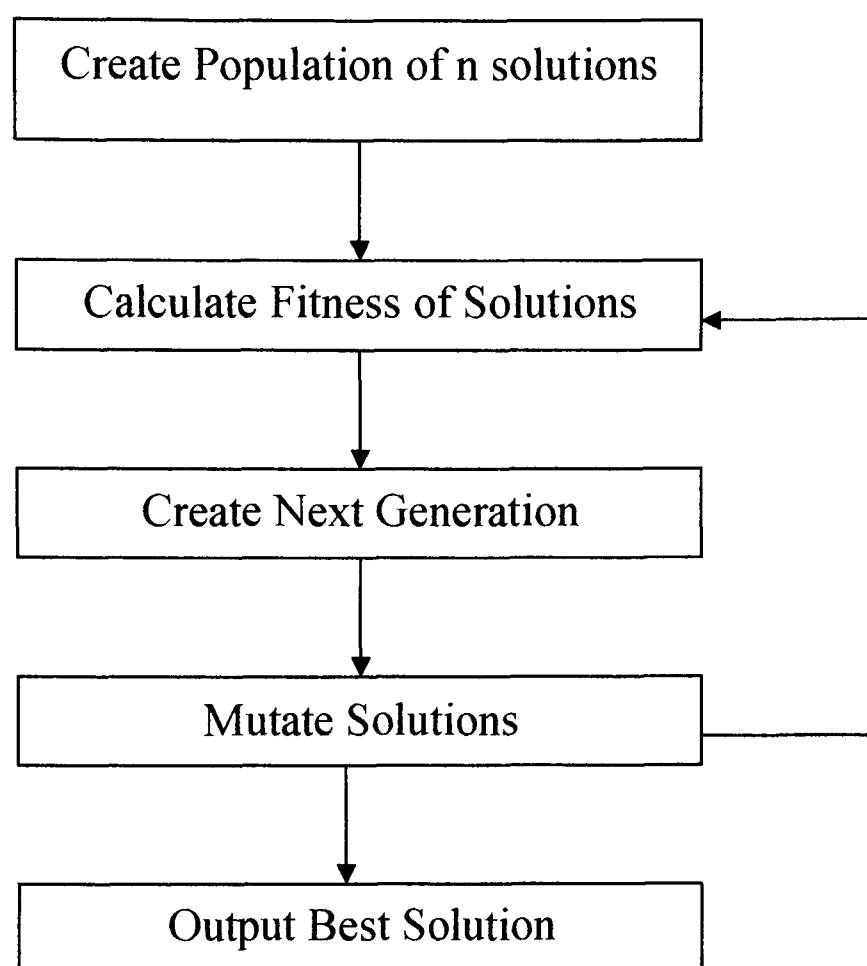 Create Population of n solutions
Calculate Fitness of Solutions
Create Next Generation
Mutate Solutions
Output Best Solution